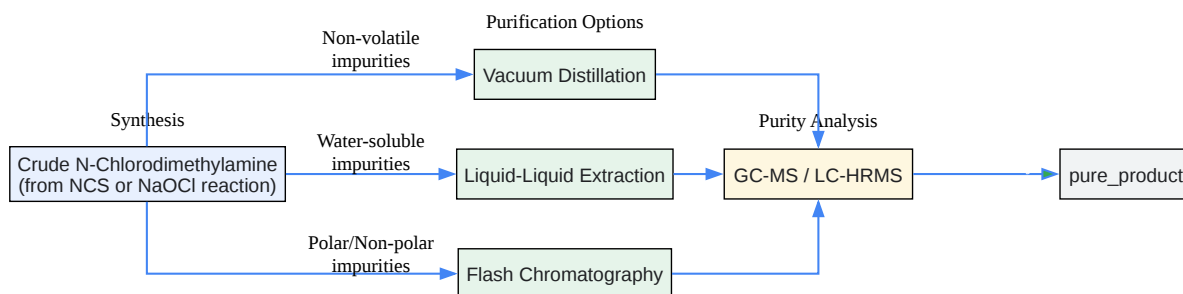 Purification Options
Non-volatile
impurities
Vacuum Distillation
Synthesis
Purity Analysis
Water-soluble
impurities
Crude N-Chlorodimethylamine
(from NCS or NaOCl reaction)
Liquid-Liquid Extraction
GC-MS / LC-HRMS
pure_product
Polar/Non-polar
impurities
Flash Chromatography